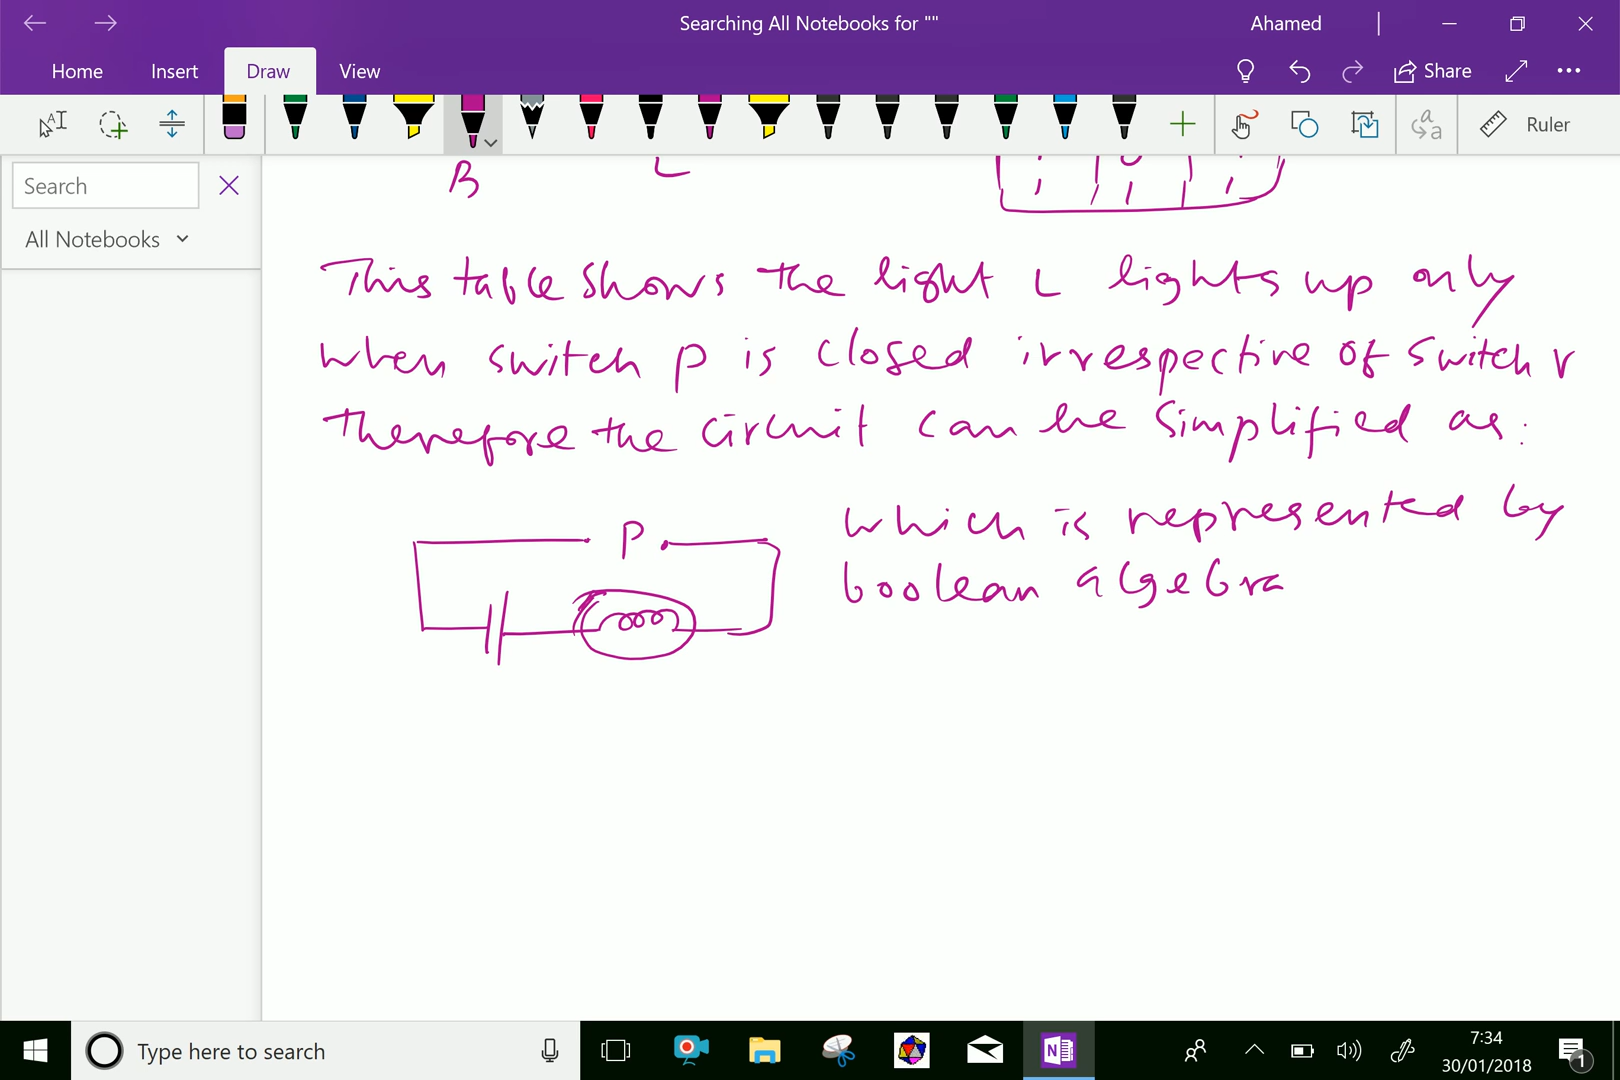 Searching All Notebooks for ""
Ahamed
Home Insert Draw View
Share
Ruler
Search
All Notebooks
B L
This table shows the light L lights up only
when switch p is closed irrespective of switch r
Therefore the circuit can be simplified as:
P
which is represented by
boolean algebra
Type here to search
7:34
30/01/2018
1